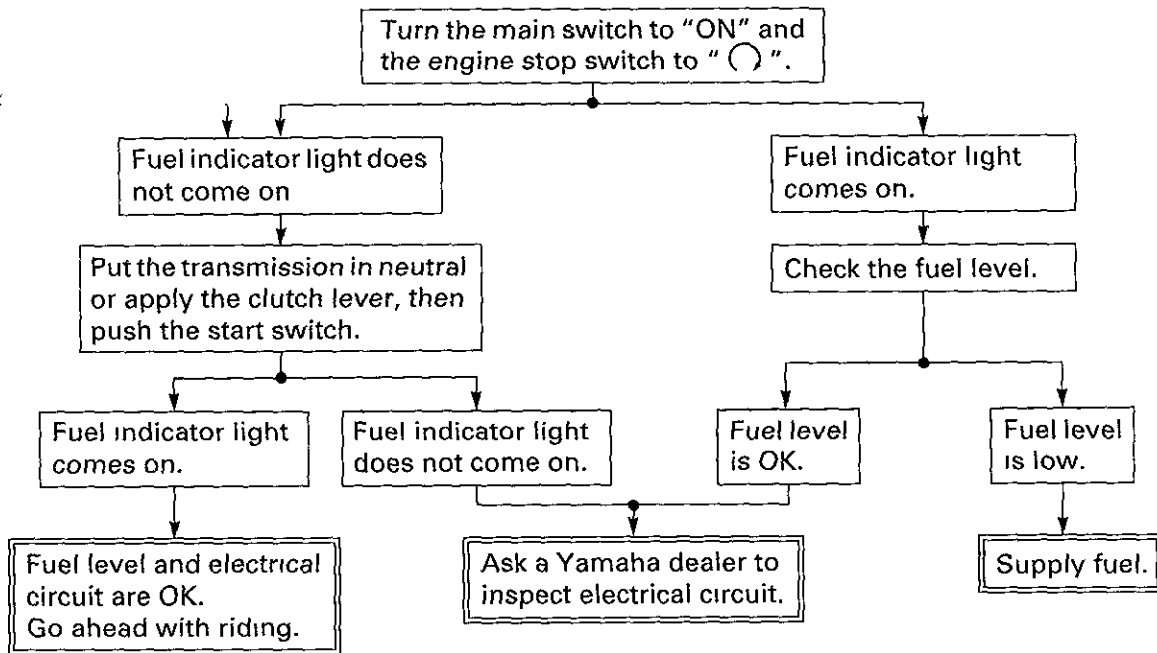 Turn the main switch to "ON" and
the engine stop switch to " ".
Fuel indicator light does
not come on
Fuel indicator light
comes on.
Put the transmission in neutral
or apply the clutch lever, then
push the start switch.
Check the fuel level.
Fuel indicator light
comes on.
Fuel indicator light
does not come on.
Fuel level
is OK.
Fuel level
is low.
Fuel level and electrical
circuit are OK.
Go ahead with riding.
Ask a Yamaha dealer to
inspect electrical circuit.
Supply fuel.